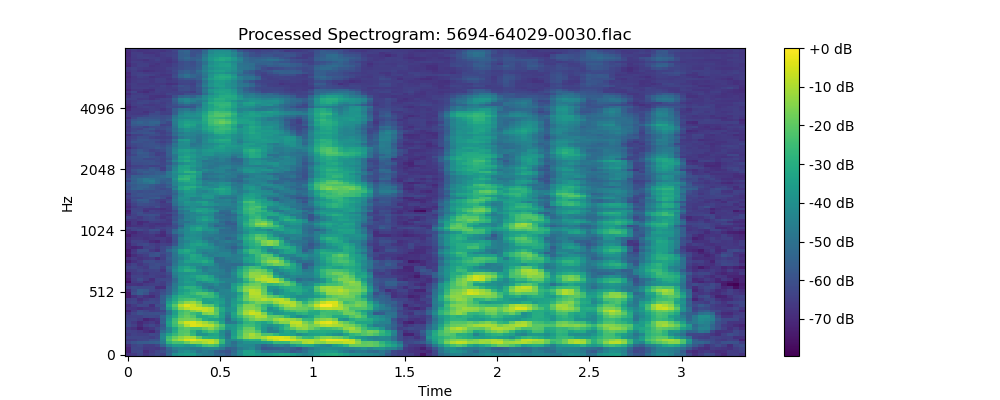 Processed Spectrogram: 5694-64029-0030.flac
Hz
4096
2048
1024
512
0
0
0.5
1
1.5
2
2.5
3
Time
+0 dB
-10 dB
-20 dB
-30 dB
-40 dB
-50 dB
-60 dB
-70 dB